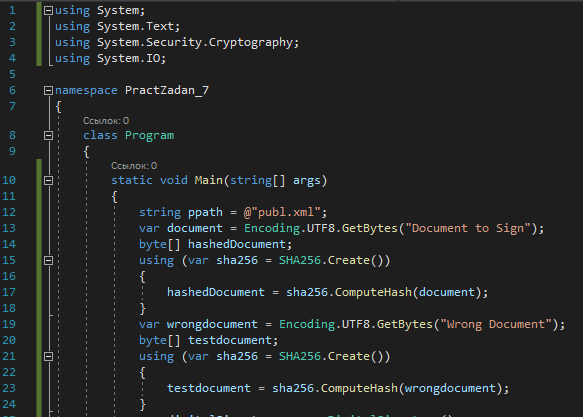 1 using System;
2 using System.Text;
3 using System.Security.Cryptography;
4 using System.IO;
5
6 namespace PractZadan_7
7 {
Ссылок: 0
8 class Program
9 {
Ссылок: 0
10 static void Main(string[] args)
11 {
12 string ppath = @"publ.xml";
13 var document = Encoding.UTF8.GetBytes("Document to Sign");
14 byte[] hashedDocument;
15 using (var sha256 = SHA256.Create())
16 {
17 hashedDocument = sha256.ComputeHash(document);
18 }
19 var wrongdocument = Encoding.UTF8.GetBytes("Wrong Document");
20 byte[] testdocument;
21 using (var sha256 = SHA256.Create())
22 {
23 testdocument = sha256.ComputeHash(wrongdocument);
24 }